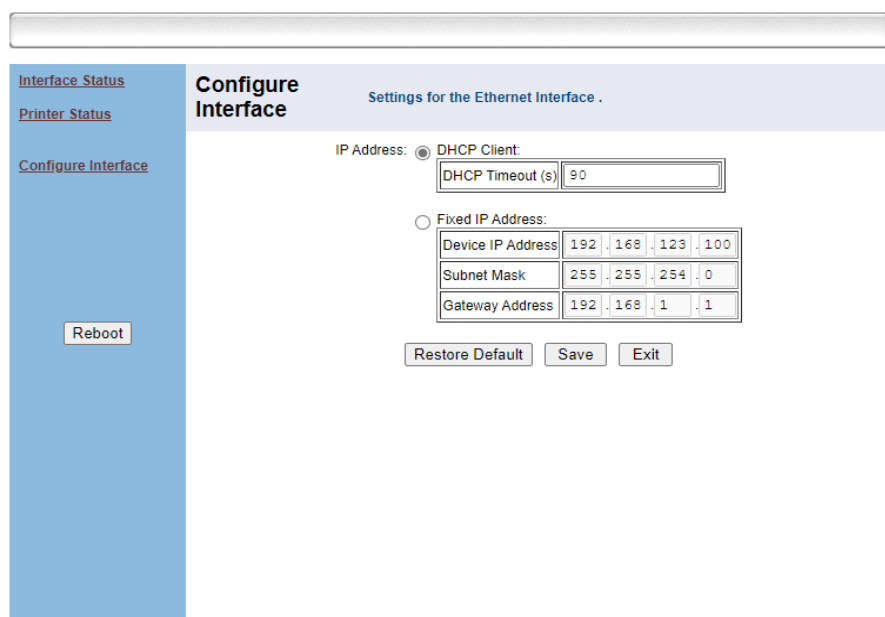 Interface Status
Printer Status
Configure Interface
Reboot
Configure
Interface
Settings for the Ethernet Interface .
IP Address: DHCP Client:
DHCP Timeout (s) 90
Fixed IP Address:
Device IP Address 192 . 168 . 123 . 100
Subnet Mask 255 . 255 . 254 . 0
Gateway Address 192 . 168 . 1 . 1
Restore Default Save Exit